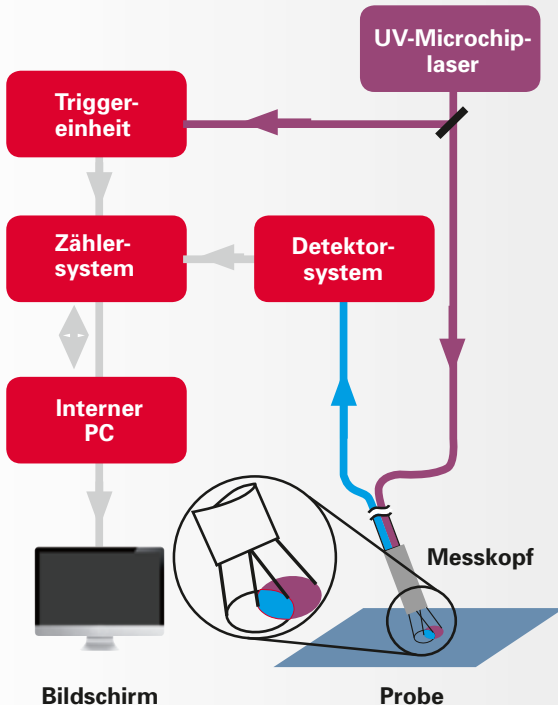 UV-Microchip-
laser
Trigger-
einheit
Zähler-
system
Detektor-
system
Interner
PC
Messkopf
Bildschirm
Probe